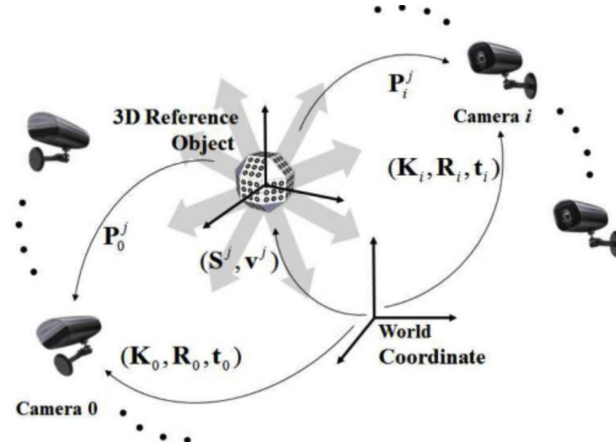 P_i^j
3D Reference
Object
Camera i
(K_i, R_i, t_i)
P_0^j
(S^j, v^j)
World
Coordinate
(K_0, R_0, t_0)
Camera 0